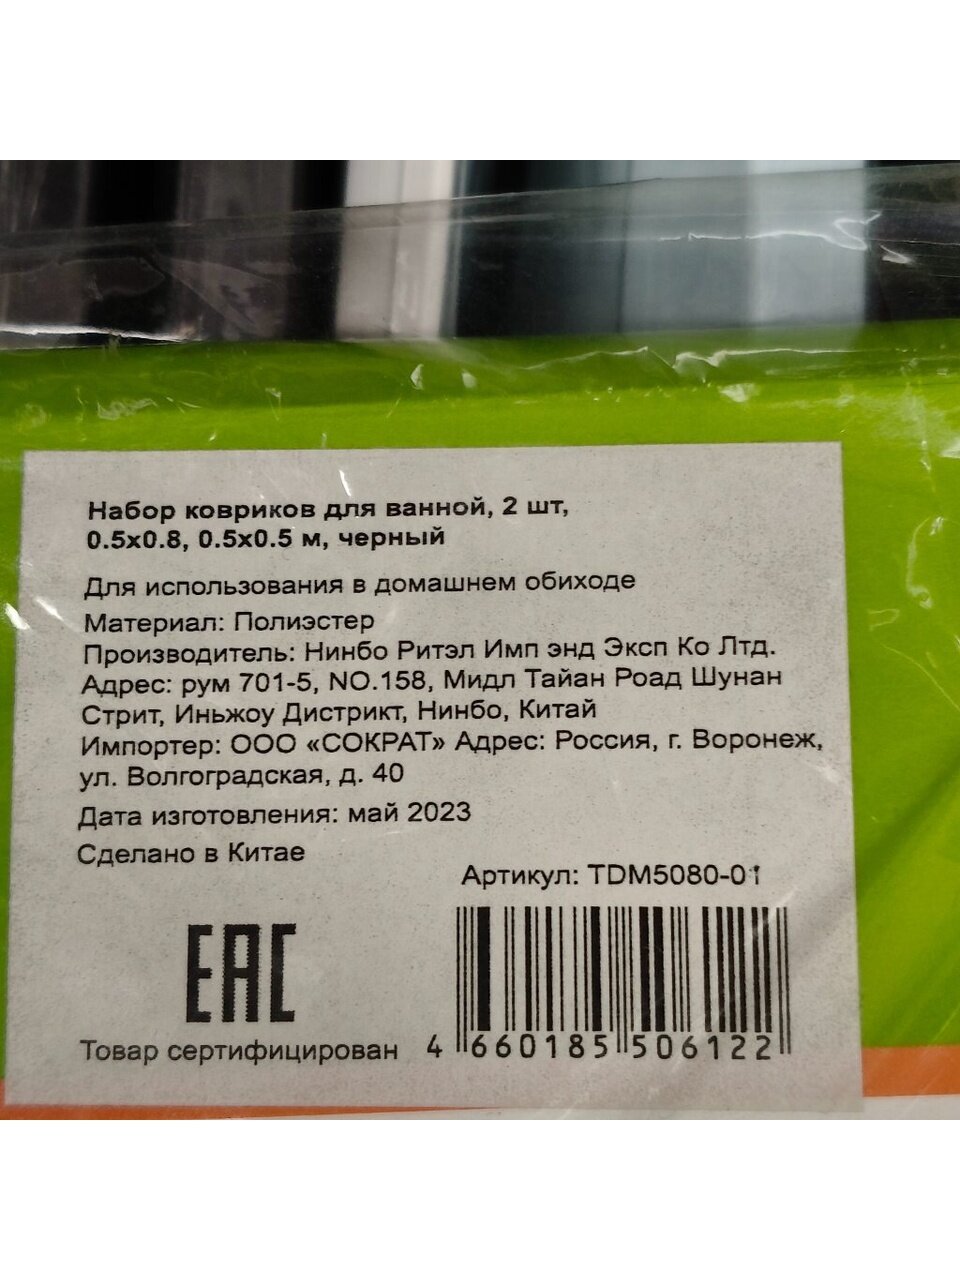 Набор ковриков для ванной, 2 шт,
0.5х0.8, 0.5х0.5 м, черный
Для использования в домашнем обиходе
Материал: Полиэстер
Производитель: Нинбо Ритэл Имп энд Эксп Ко Лтд.
Адрес: рум 701-5, NO.158, Мидл Тайан Роад Шунан
Стрит, Иньжоу Дистрикт, Нинбо, Китай
Импортер: ООО «СОКРАТ» Адрес: Россия, г. Воронеж,
ул. Волгоградская, д. 40
Дата изготовления: май 2023
Сделано в Китае
Артикул: TDM5080-01
EAC
Товар сертифицирован
4 660185 506122